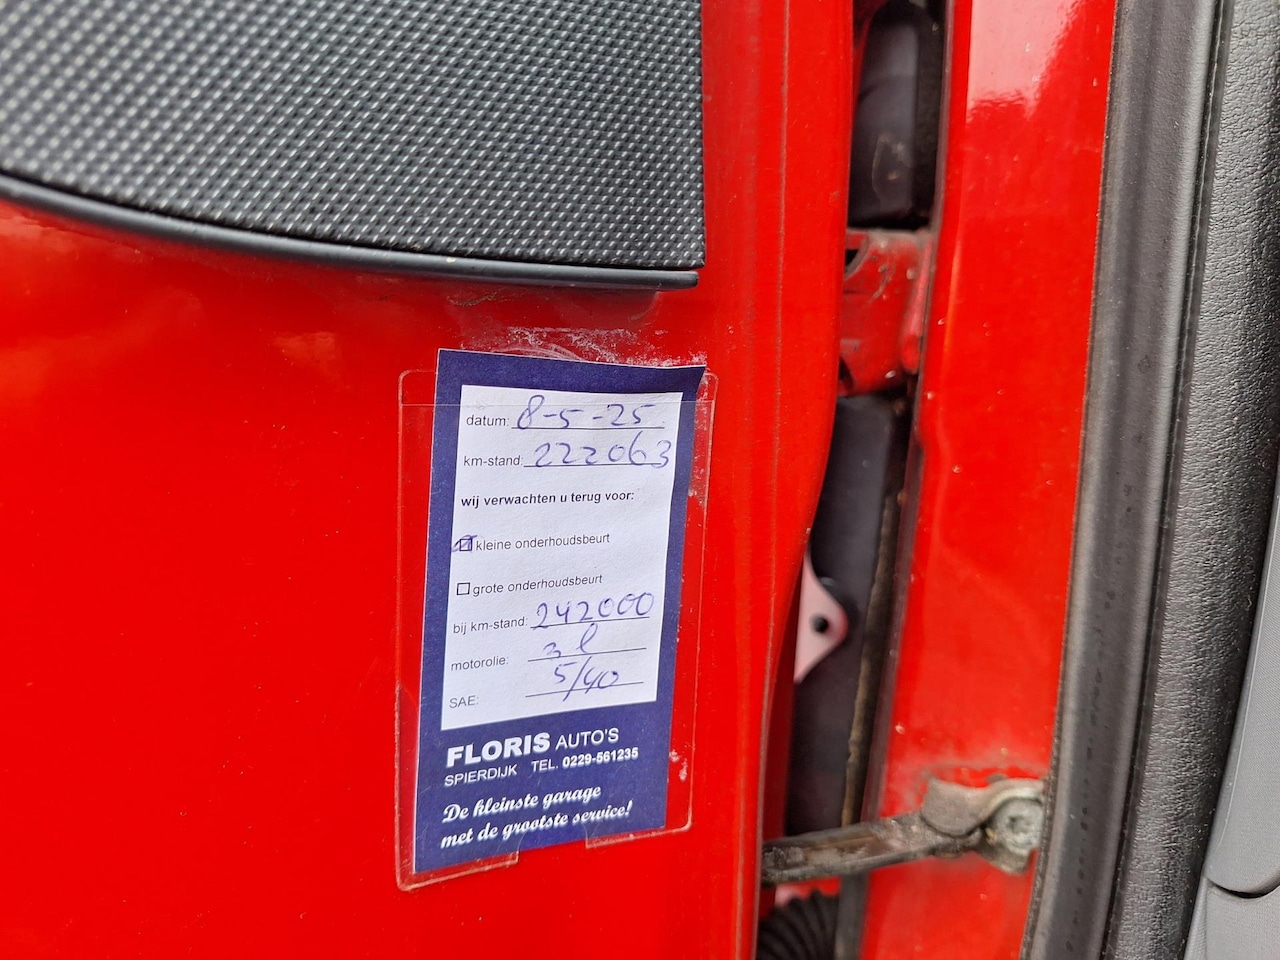 datum: 8-5-25
km-stand: 222063
wij verwachten u terug voor:
kleine onderhoudsbeurt
grote onderhoudsbeurt
bij km-stand: 242000
motorolie: 3 l
SAE: 5/40
FLORIS AUTO'S
SPIERDIJK TEL. 0229-561235
De kleinste garage
met de grootste service!